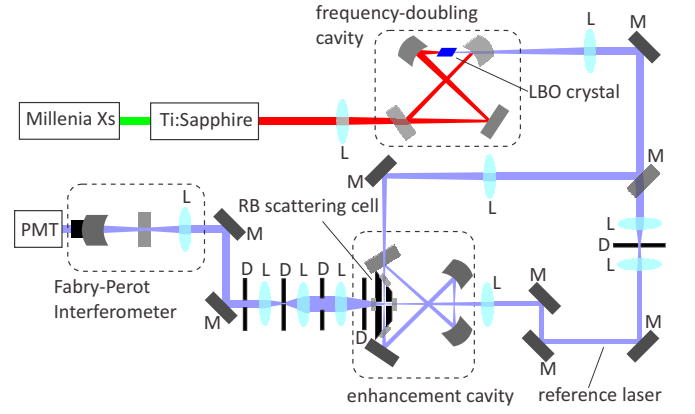 frequency-doubling
cavity
L
M
LBO crystal
Millenia Xs
Ti:Sapphire
L
M
M
L
RB scattering
cell
L
PMT
M
L
D
L
Fabry-Perot
Interferometer
M
D L D L D L
D
L
M
M
M
enhancement cavity
reference laser